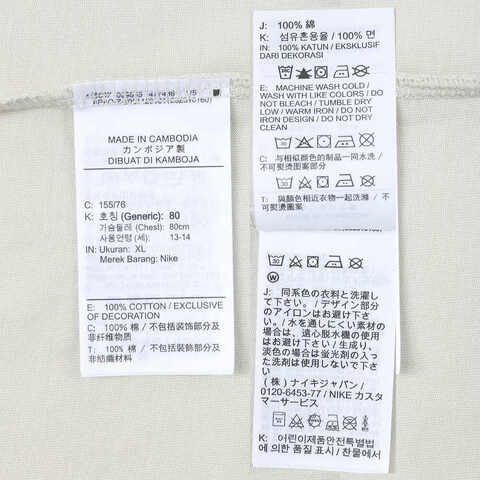 MADE IN CAMBODIA
カンボジア製
DIBUAT DI KAMBOJA
C: 155/76
K: 호칭 (Generic): 80
가슴둘레 (Chest): 80cm
사용연령 (세): 13-14
IN: Ukuran: XL
Merek Barang: Nike
E: 100% COTTON / EXCLUSIVE
OF DECORATION
C: 100% 棉 / 不包括装饰部分及
非纤维物质
T: 100% 棉 / 不包括裝飾部分及
非紡織材料
J: 100% 綿
K: 섬유혼용율 / 100% 면
IN: 100% KATUN / EKSKLUSIF
DARI DEKORASI
E: MACHINE WASH COLD /
WASH WITH LIKE COLORS / DO
NOT BLEACH / TUMBLE DRY
LOW / WARM IRON / DO NOT
IRON DESIGN / DO NOT DRY
CLEAN
C: 与相似颜色的制品一同水洗 /
不可熨烫图案部分
T: 與顏色相近衣物一起洗滌 / 不
可熨燙圖案
J: 同系色の衣料と洗濯し
て下さい。/ デザイン部分
のアイロンはお避け下さ
い。/ 水を通しにくい素材の
場合は、遠心脱水機の使用
はお避け下さい。/ 生成り、
淡色の場合は蛍光剤の入っ
た洗剤は使用しないで下さ
い
(株) ナイキジャパン /
0120-6453-77 / NIKE カスタ
マーサービス
K: 어린이제품안전특별법
에 의한 품질 표시 / 찬물에서